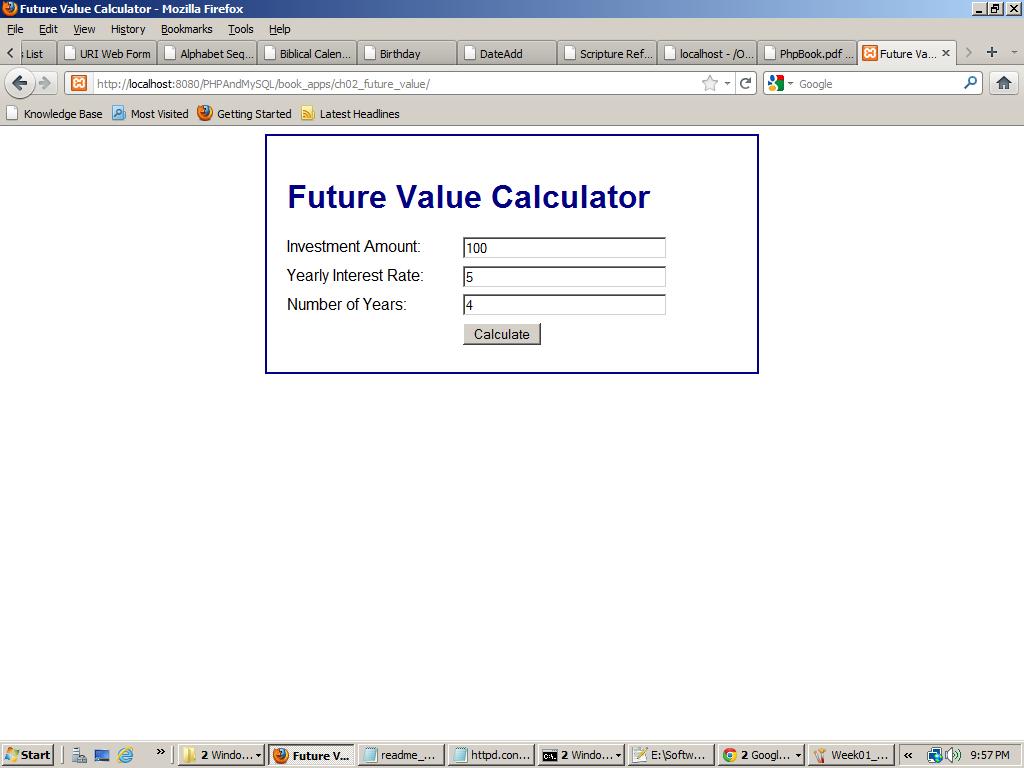 Future Value Calculator - Mozilla Firefox
File Edit View History Bookmarks Tools Help
List URI Web Form Alphabet Seq... Biblical Calen... Birthday DateAdd Scripture Ref... localhost - /O... PhpBook.pdf ... Future Va...
http://localhost:8080/PHPAndMySQL/book_apps/ch02_future_value/ Google
Knowledge Base Most Visited Getting Started Latest Headlines
Future Value Calculator
Investment Amount: 100
Yearly Interest Rate: 5
Number of Years: 4
Calculate
Start 2 Windo... Future V... readme_... httpd.con... 2 Windo... E:\Softw... 2 Googl... Week01_... 9:57 PM